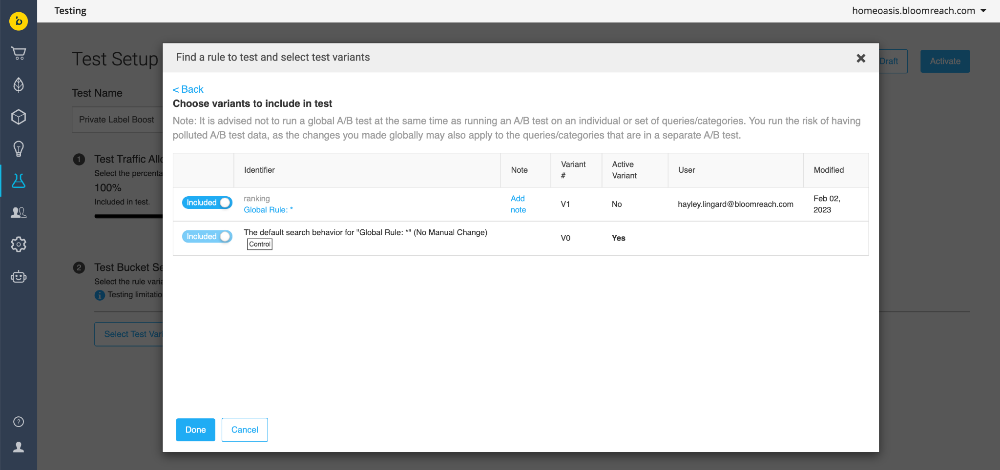 Testing
homeoasis.bloomreach.com
Test Setup
Draft
Activate
Test Name
Private Label Boost
1
Test Traffic
Select the
100%
Included in test.
2
Test Bucket
Select the rule
Testing
Select Test
Find a rule to test and select test variants
< Back
Choose variants to include in test
Note: It is advised not to run a global A/B test at the same time as running an A/B test on an individual or set of queries/categories. You run the risk of having
polluted A/B test data, as the changes you made globally may also apply to the queries/categories that are in a separate A/B test.
Identifier
Note
Variant
#
Active
Variant
User
Modified
Included
ranking
Global Rule: *
Add
note
V1
No
hayley.lingard@bloomreach.com
Feb 02,
2023
Included
The default search behavior for "Global Rule: *" (No Manual Change)
Control
V0
Yes
Done
Cancel